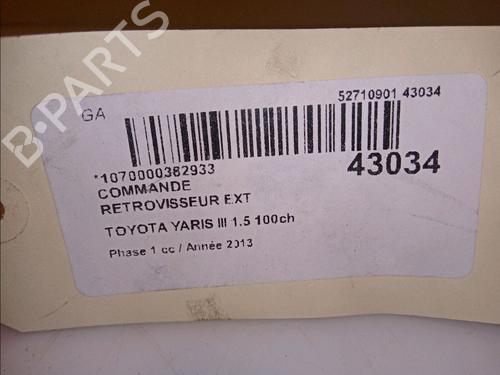 B-PARTS
GA
52710901 43034
*1070000382933
43034
COMMANDE
RETROVISSEUR EXT
TOYOTA YARIS III 1.5 100ch
Phase 1 cc / Année 2013